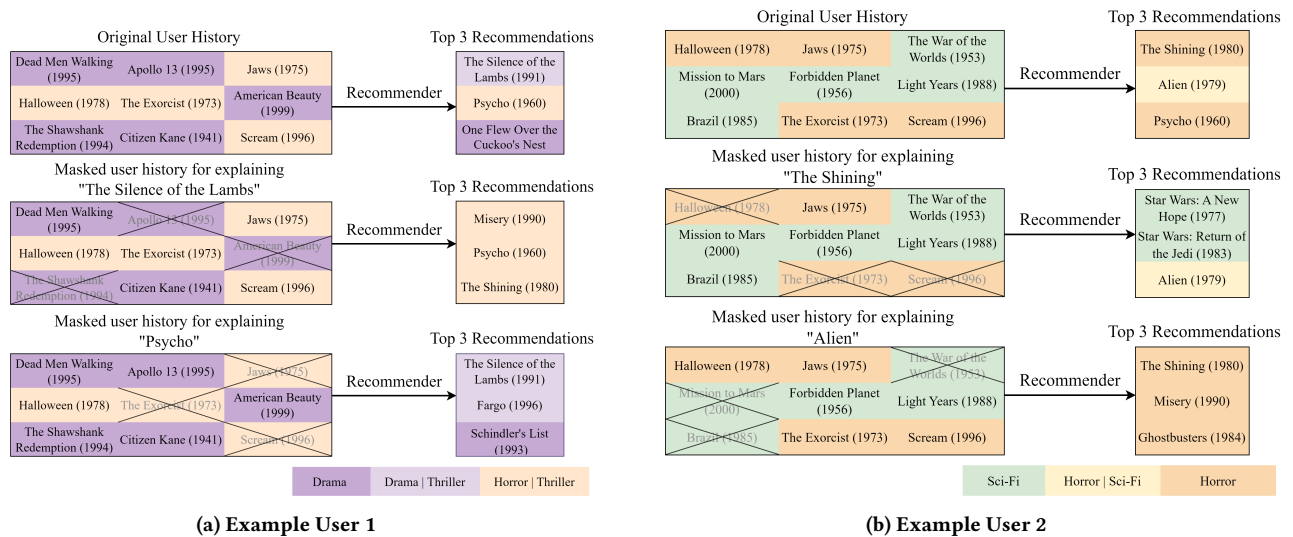 Original User History
Top 3 Recommendations
Dead Men Walking
(1995)
Apollo 13 (1995)
Jaws (1975)
The Silence of the
Lambs (1991)
Halloween (1978)
The Exorcist (1973)
American Beauty
(1999)
Recommender
Psycho (1960)
The Shawshank
Redemption (1994)
Citizen Kane (1941)
Scream (1996)
One Flew Over the
Cuckoo's Nest
Masked user history for explaining
"The Silence of the Lambs"
Top 3 Recommendations
Dead Men Walking
(1995)
Apollo 13 (1995)
Jaws (1975)
Misery (1990)
Halloween (1978)
The Exorcist (1973)
American Beauty
(1999)
Recommender
Psycho (1960)
The Shawshank
Redemption (1994)
Citizen Kane (1941)
Scream (1996)
The Shining (1980)
Masked user history for explaining
"Psycho"
Top 3 Recommendations
Dead Men Walking
(1995)
Apollo 13 (1995)
Jaws (1975)
The Silence of the
Lambs (1991)
Halloween (1978)
The Exorcist (1973)
American Beauty
(1999)
Recommender
Fargo (1996)
The Shawshank
Redemption (1994)
Citizen Kane (1941)
Scream (1996)
Schindler's List
(1993)
Drama
Drama | Thriller
Horror | Thriller
(a) Example User 1
Original User History
Top 3 Recommendations
Halloween (1978)
Jaws (1975)
The War of the
Worlds (1953)
The Shining (1980)
Mission to Mars
(2000)
Forbidden Planet
(1956)
Light Years (1988)
Recommender
Alien (1979)
Brazil (1985)
The Exorcist (1973)
Scream (1996)
Psycho (1960)
Masked user history for explaining
"The Shining"
Top 3 Recommendations
Halloween (1978)
Jaws (1975)
The War of the
Worlds (1953)
Star Wars: A New
Hope (1977)
Mission to Mars
(2000)
Forbidden Planet
(1956)
Light Years (1988)
Recommender
Star Wars: Return of
the Jedi (1983)
Brazil (1985)
The Exorcist (1973)
Scream (1996)
Alien (1979)
Masked user history for explaining
"Alien"
Top 3 Recommendations
Halloween (1978)
Jaws (1975)
The War of the
Worlds (1953)
The Shining (1980)
Mission to Mars
(2000)
Forbidden Planet
(1956)
Light Years (1988)
Recommender
Misery (1990)
Brazil (1985)
The Exorcist (1973)
Scream (1996)
Ghostbusters (1984)
Sci-Fi
Horror | Sci-Fi
Horror
(b) Example User 2